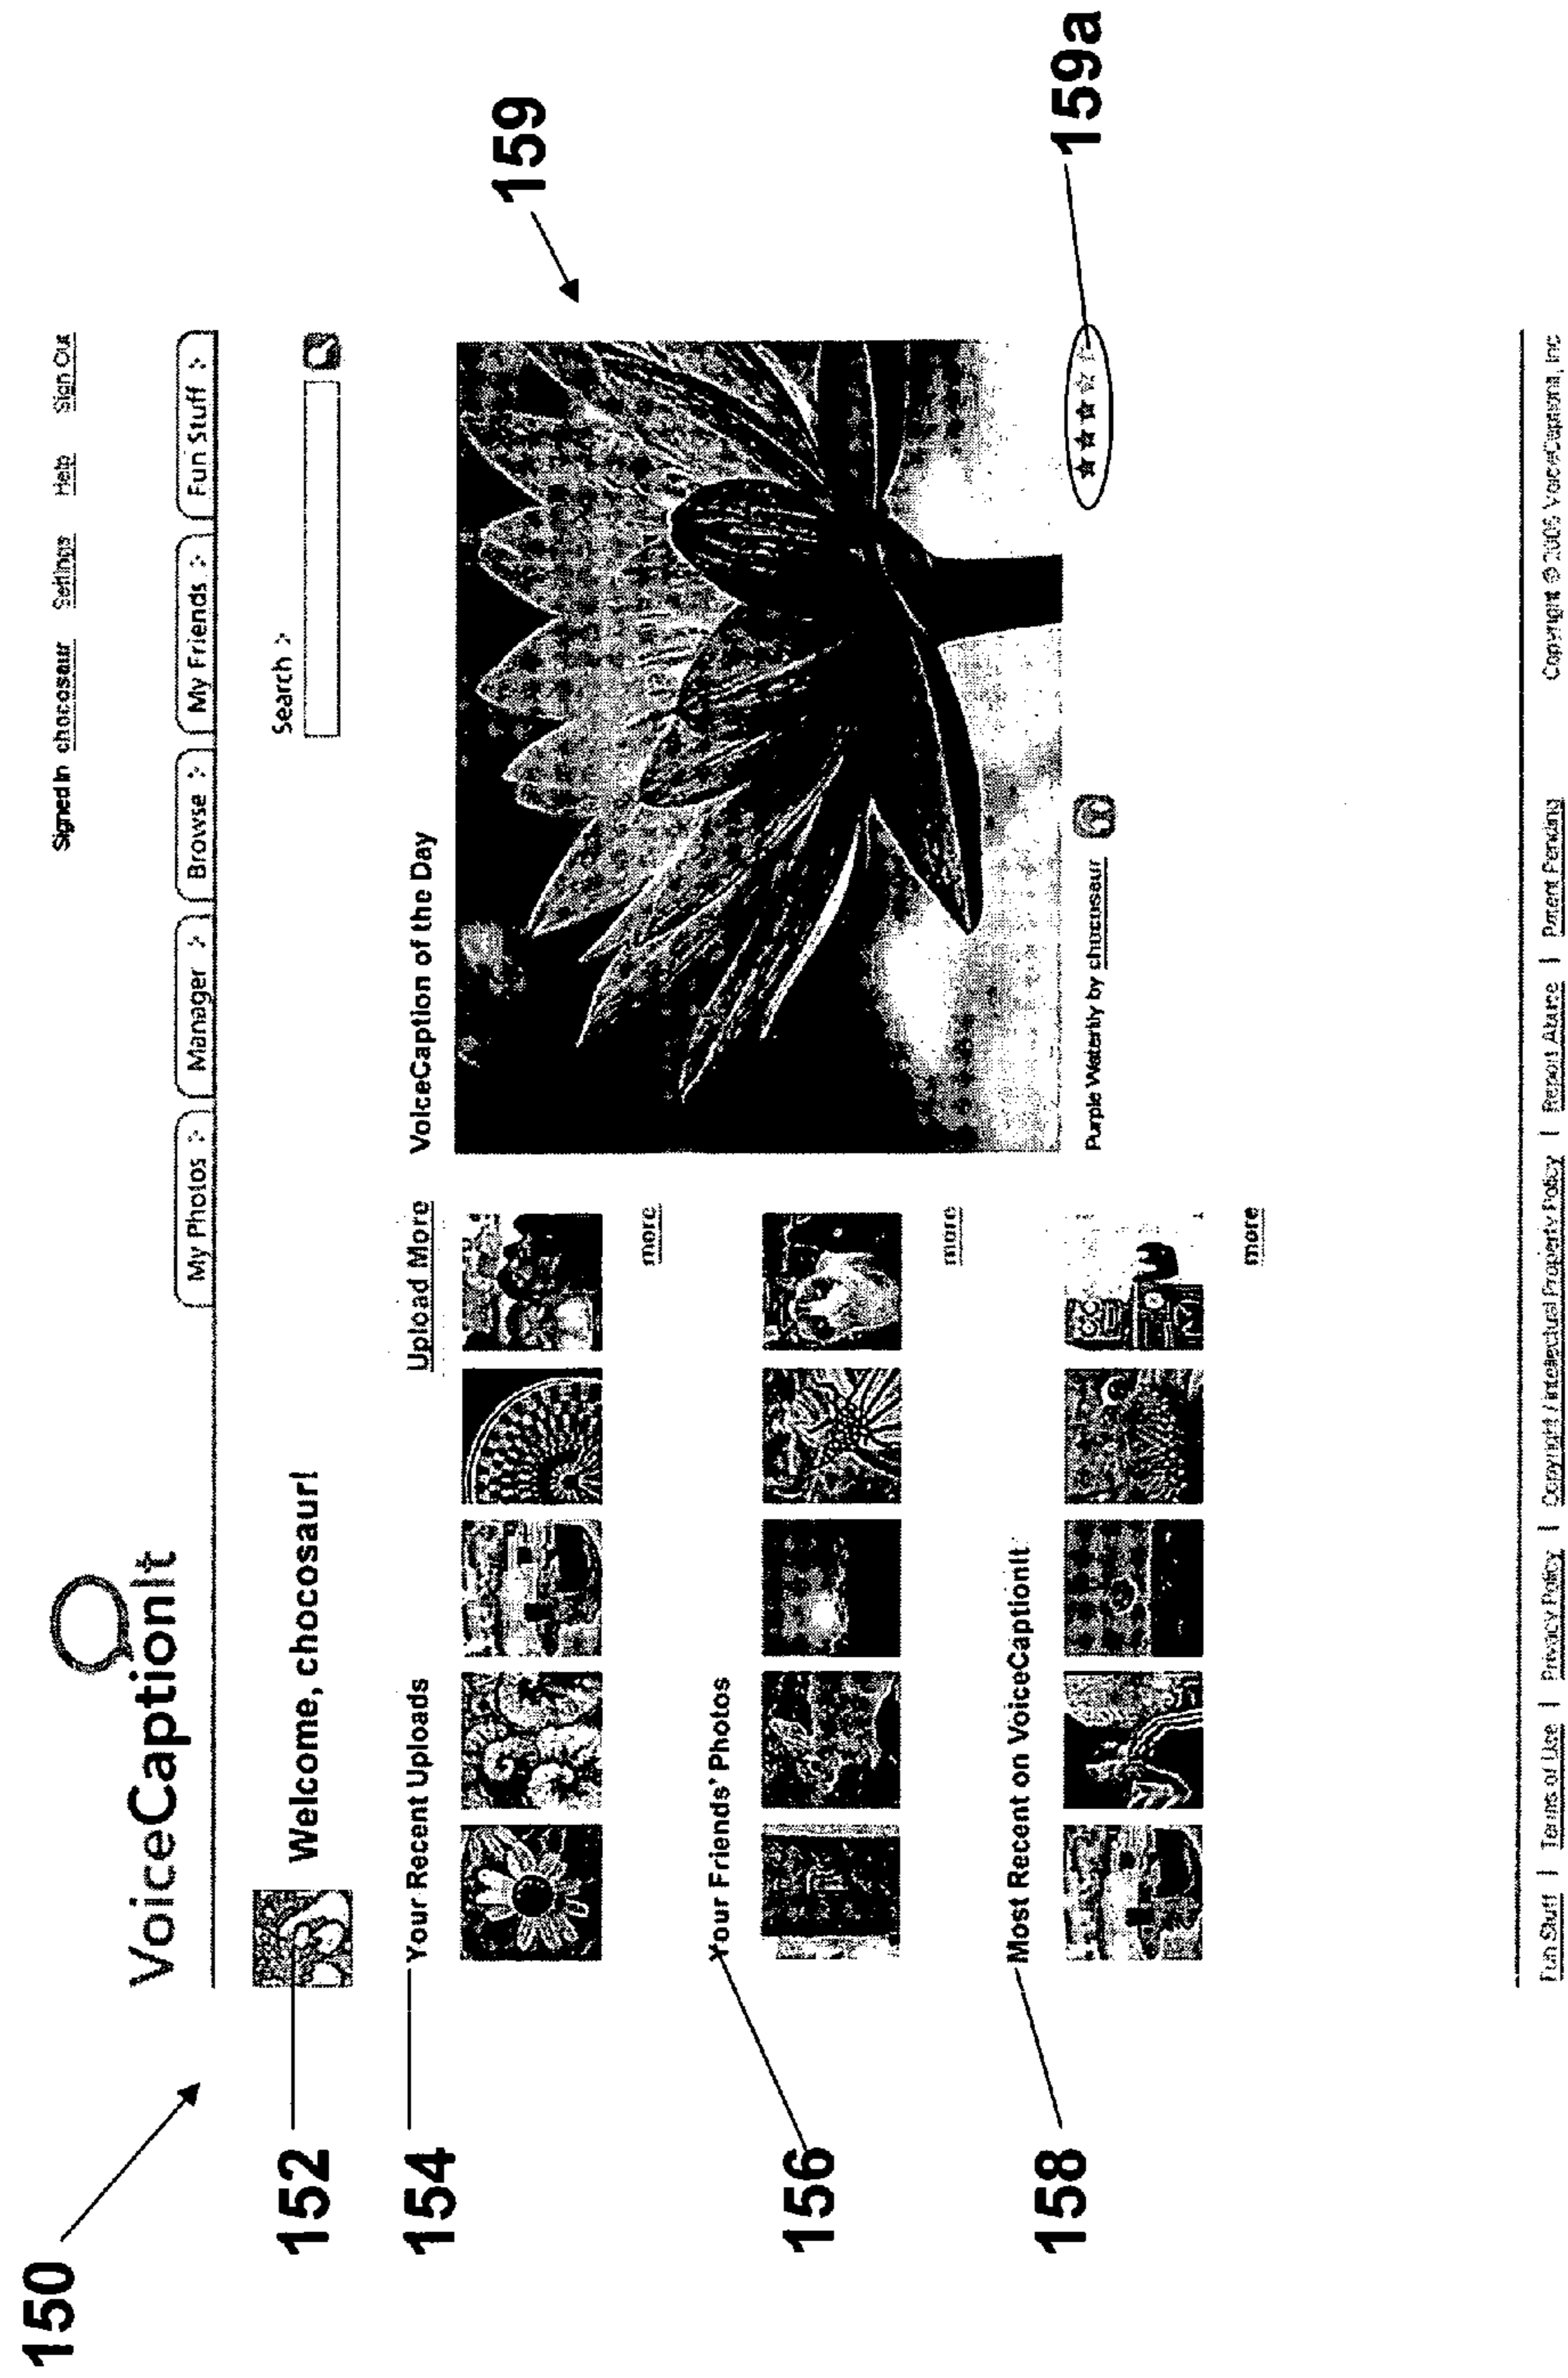 150
Signed In chocosaur Settings Help Sign Out
VoiceCaptionIt
My Photos > Manager > Browse > My Friends > Fun Stuff >
152
Welcome, chocosaur!
Search >
154
Your Recent Uploads
Upload More
VoiceCaption of the Day
159
more
156
Your Friends' Photos
more
158
Most Recent on VoiceCaptionIt:
more
Purple Waterlily by chocosaur
159a
Fun Stuff | Terms of Use | Privacy Policy | Copyright / Intellectual Property Policy | Report Abuse | Patent Pending
Copyright © VoiceCaptions, Inc